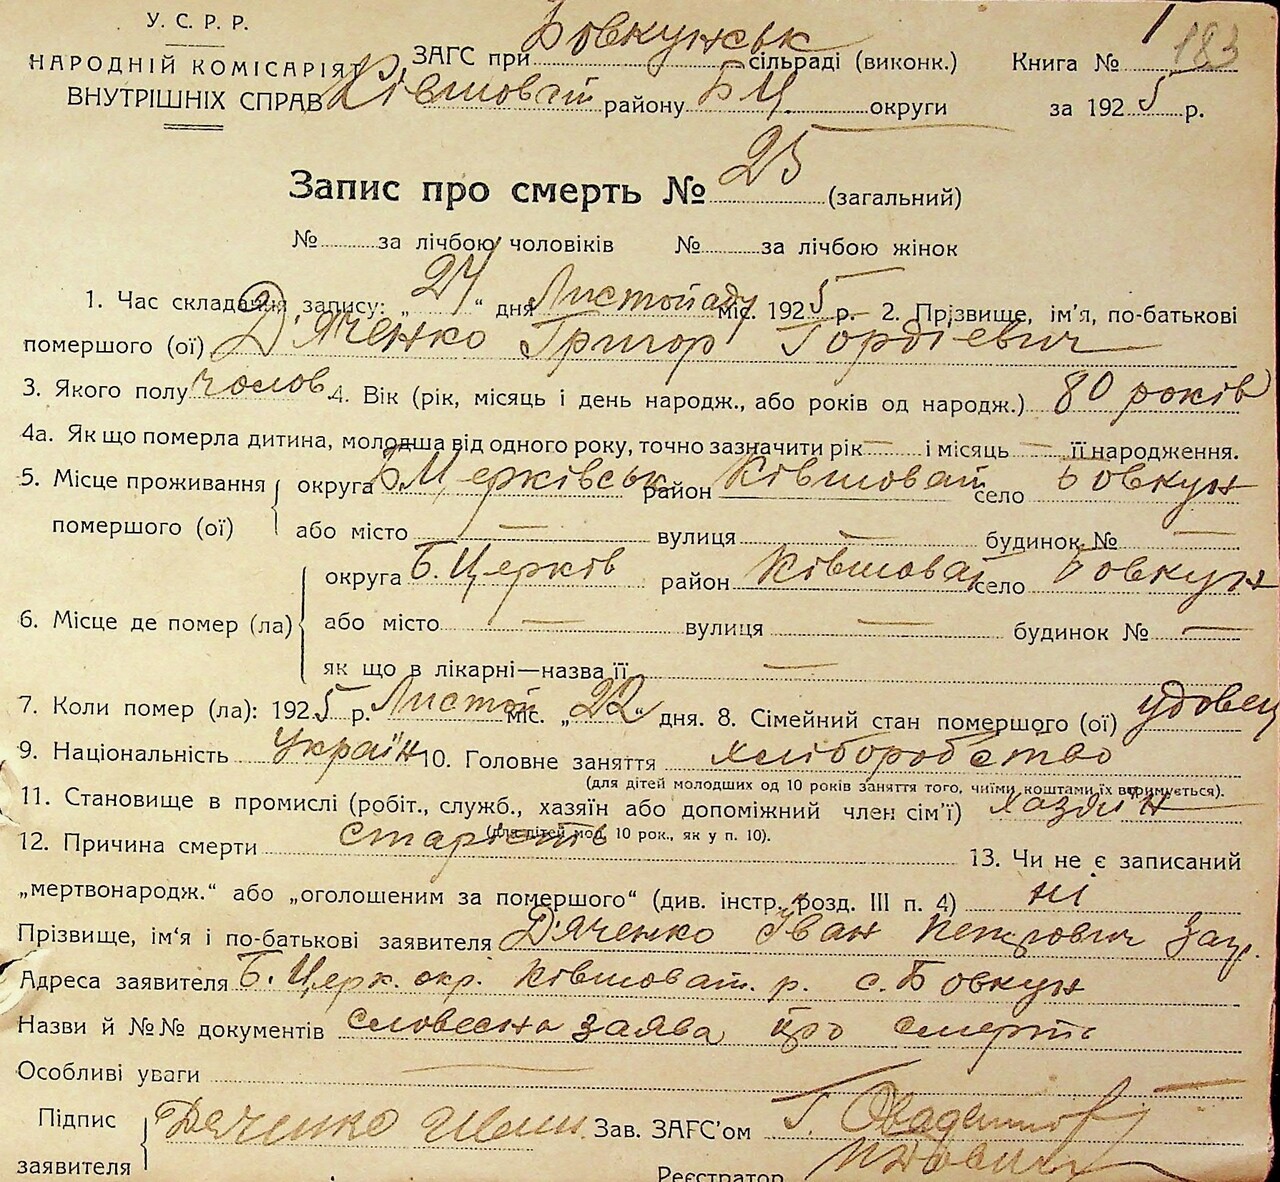 У. С. Р. Р.
НАРОДНІЙ КОМІСАРІЯТ
ВНУТРІШНІХ СПРАВ
ЗАГС при Бовкунськ сільраді (виконк.) Книга № 183
Ківшоват району БЦ. округи за 1925 р.
Запис про смерть № 25 (загальний)
№ за лічбою чоловіків № за лічбою жінок
1. Час складання запису: „24“ дня Листопаду міс. 1925 р. 2. Прізвище, ім'я, по-батькові
помершого (ої) Дяченко Григор Гордієвич
3. Якого полу чолов. 4. Вік (рік, місяць і день народж., або років од народж.) 80 років
4а. Як що померла дитина, молодша від одного року, точно зазначити рік — і місяць — її народження.
5. Місце проживання помершого (ої) округа Б.Церківськ район Ківшоват село Бовкун
або місто — вулиця — будинок № —
6. Місце де помер (ла) округа Б. Церків район Ківшоват село Бовкун
або місто — вулиця — будинок № —
як що в лікарні—назва її —
7. Коли помер (ла): 1925 р. Листоп міс. „22“ дня. 8. Сімейний стан помершого (ої) удовец
9. Національність україн 10. Головне заняття хліборобство
(для дітей молодших од 10 років заняття того, чиїми коштами їх втримується).
11. Становище в промислі (робіт., служб., хазяїн або допоміжний член сім'ї) хазяїн
(для дітей мол. 10 рок., як у п. 10).
12. Причина смерти старість 13. Чи не є записаний
„мертвонародж.“ або „оголошеним за помершого“ (див. інстр. розд. III п. 4) ні
Прізвище, ім'я і по-батькові заявителя Дяченко Іван Петрович
Адреса заявителя Б. Церк. окр. Ківшоват. р. с. Бовкун
Назви й №№ документів словесна заява про смерть
Особливі уваги —
Підпис заявителя Дяченко
Зав. ЗАГС'ом Г.
Реєстратор